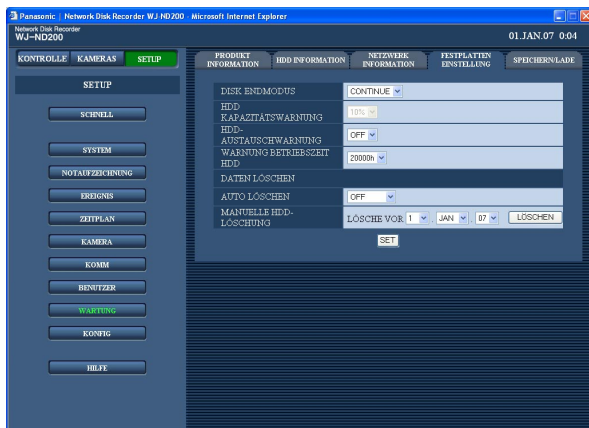 Panasonic | Network Disk Recorder WJ-ND200 - Microsoft Internet Explorer
Network Disk Recorder
WJ-ND200
01.JAN.07 0:04
KONTROLLE KAMERAS SETUP
PRODUKT INFORMATION
HDD INFORMATION
NETZWERK INFORMATION
FESTPLATTEN EINSTELLUNG
SPEICHERN/LADE
SETUP
SCHNELL
SYSTEM
NOTAUFZEICHNUNG
EREIGNIS
ZEITPLAN
KAMERA
KOMM
BENUTZER
WARTUNG
KONFIG
HILFE
DISK ENDMODUS CONTINUE
HDD KAPAZITÄTSWARNUNG 10%
HDD-AUSTAUSCHWARNUNG OFF
WARNUNG BETRIEBSZEIT HDD 20000h
DATEN LÖSCHEN
AUTO LÖSCHEN OFF
MANUELLE HDD-LÖSCHUNG LÖSCHE VOR 1 . JAN . 07 LÖSCHEN
SET